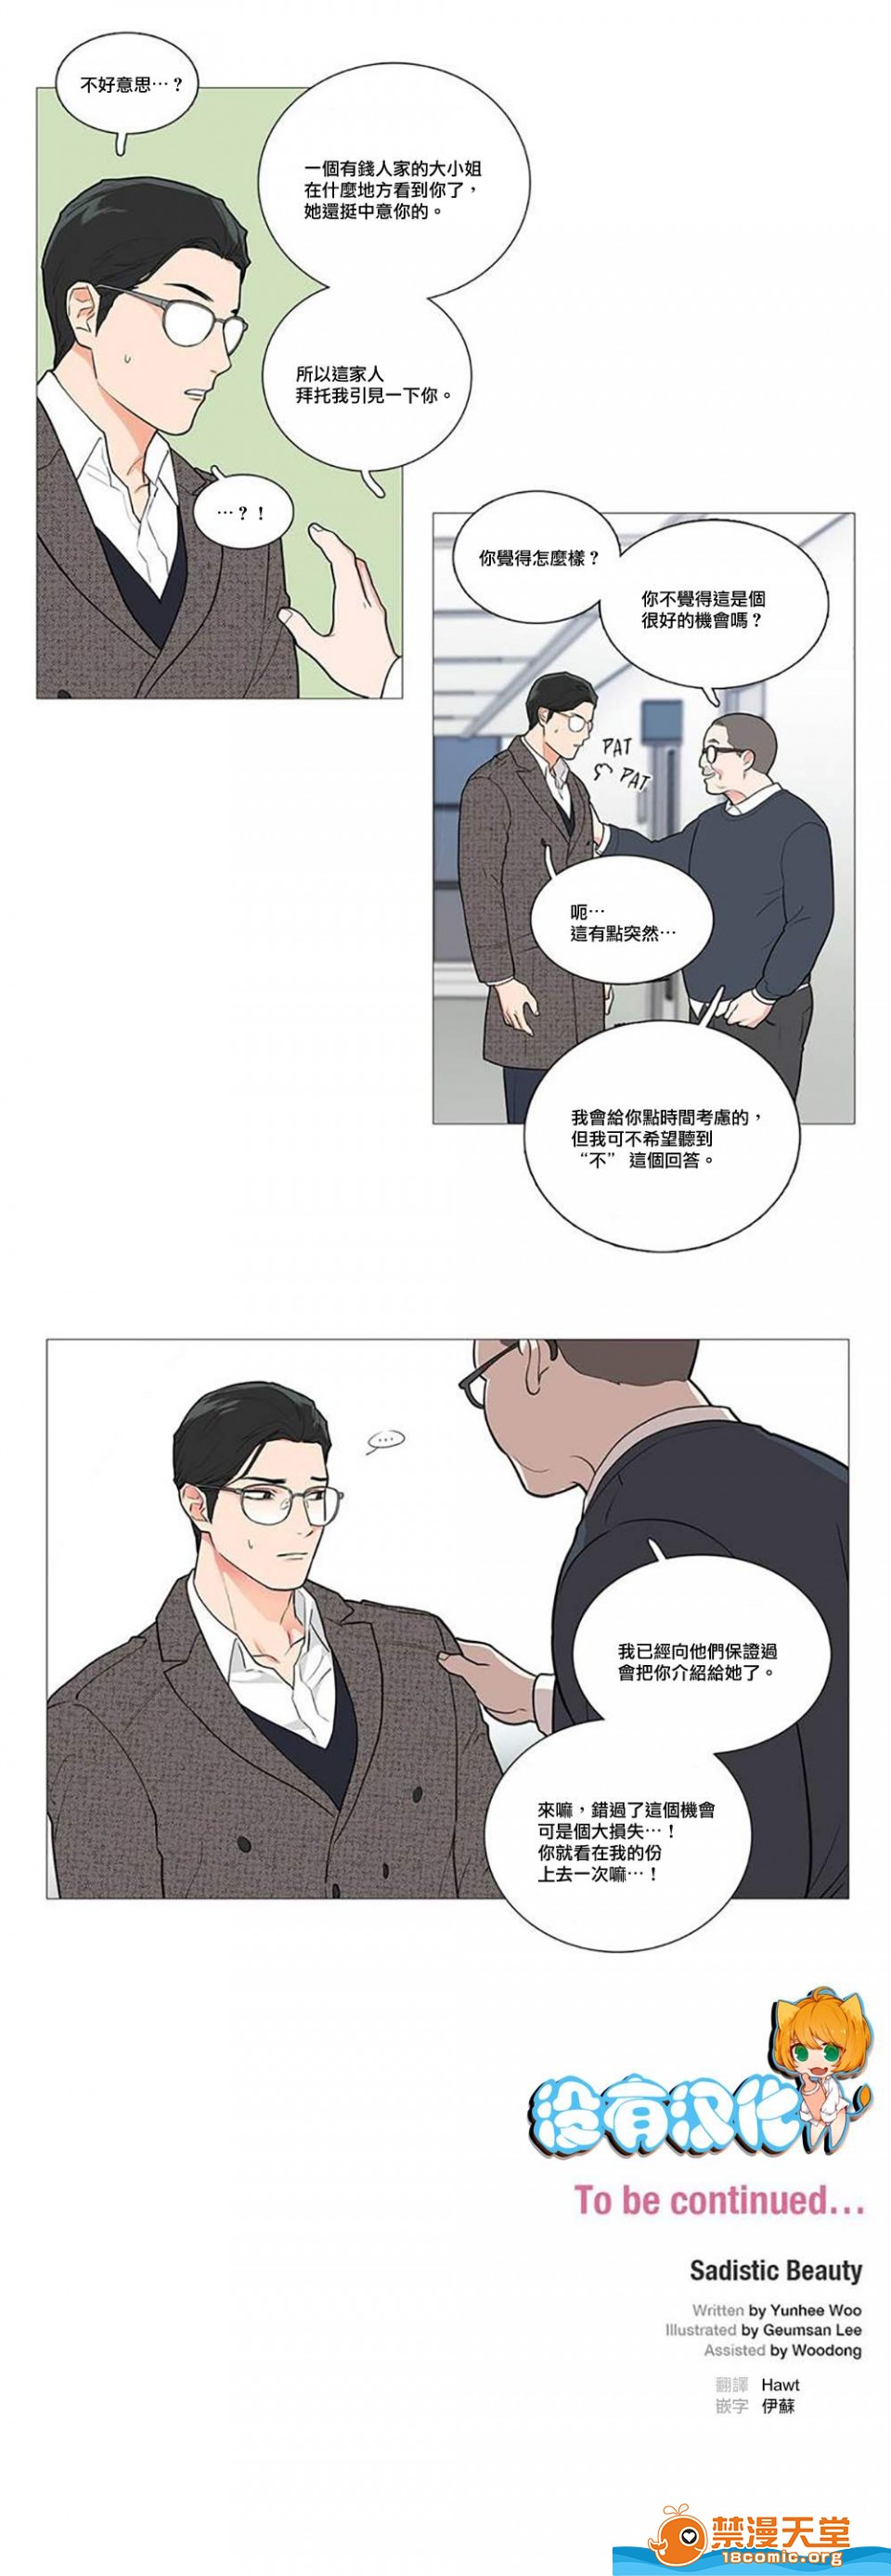 不好意思…？
一個有錢人家的大小姐
在什麼地方看到你了，
她還挺中意你的。
所以這家人
拜托我引見一下你。
…？！
你覺得怎麼樣？
你不覺得這是個
很好的機會嗎？
PAT
PAT
呃…
這有點突然…
我會給你點時間考慮的，
但我可不希望聽到
“不” 這個回答。
…
我已經向他們保證過
會把你介紹給她了。
來嘛，錯過了這個機會
可是個大損失…！
你就看在我的份
上去一次嘛…！
没有汉化
To be continued...
Sadistic Beauty
Written by Yunhee Woo
Illustrated by Geumsan Lee
Assisted by Woodong
翻譯 Hawt
嵌字 伊蘇
禁漫天堂
18comic.org